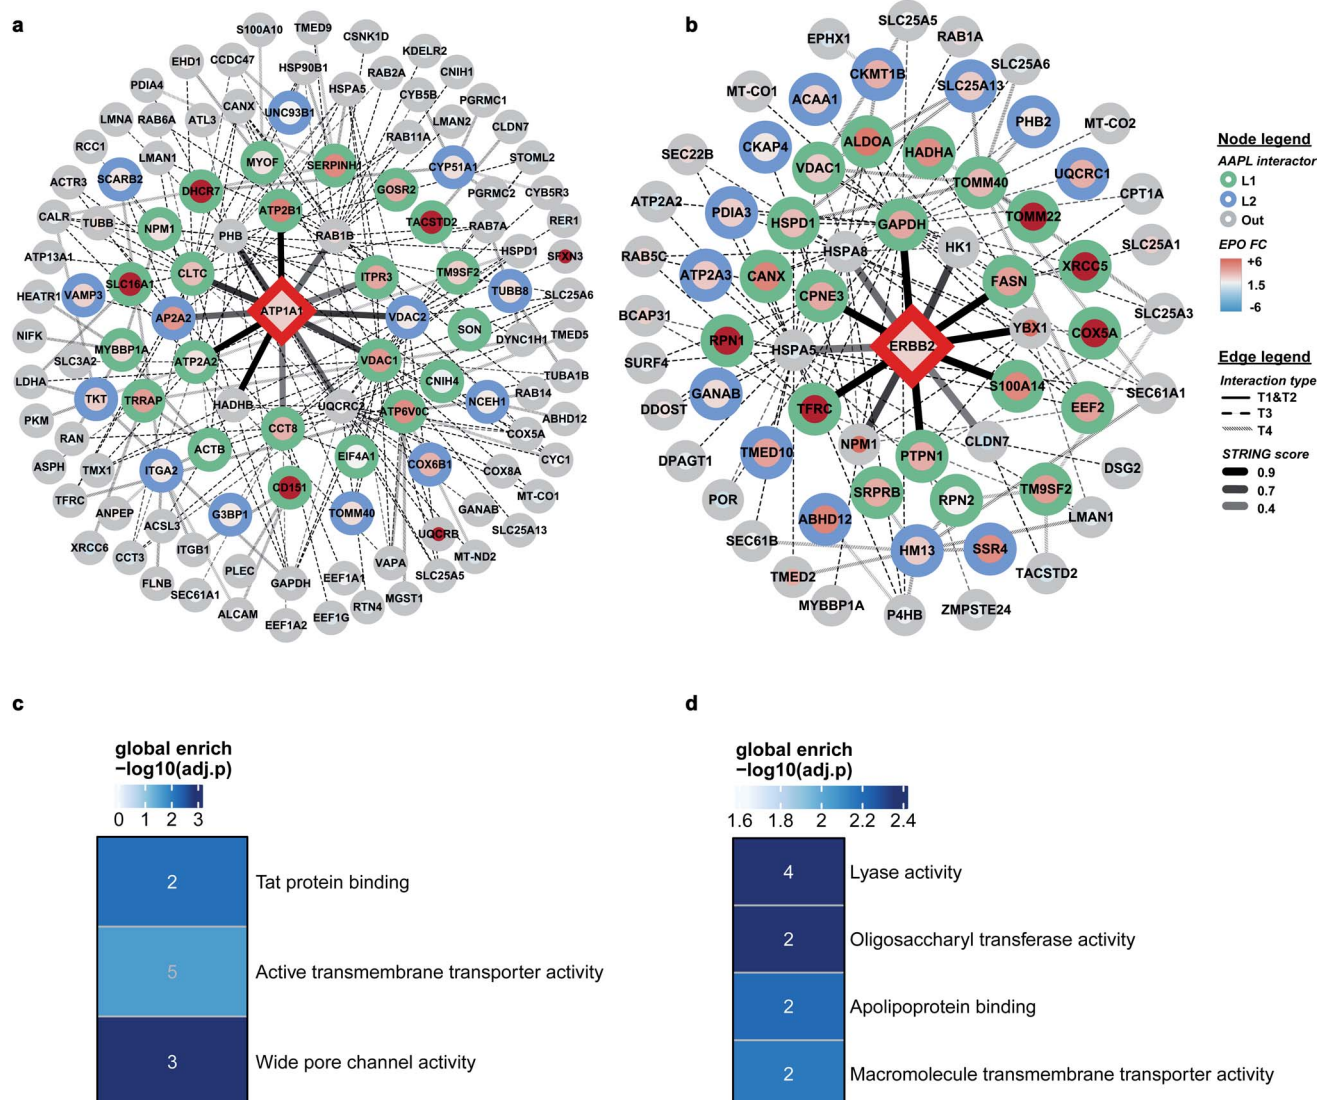 a
S100A10
TMED9
CSNK1D
KDELR2
CNIH1
PGRMC1
CLDN7
STOML2
CYB5R3
RER1
SFXN3
SLC25A6
TMED5
TUBA1B
ABHD12
CYC1
MT-CO1
SLC25A13
MT-ND2
SLC25A5
MGST1
RTN4
EEF1G
EEF1A2
ALCAM
SEC61A1
FLNB
CCT3
XRCC6
TFRC
ASPH
PKM
LDHA
NIFK
HEATR1
ATP13A1
CALR
ACTR3
RCC1
LMNA
PDIA4
EHD1
CCDC47
HSP90B1
HSPA5
RAB2A
CYB5B
LMAN2
RAB11A
CYP51A1
PGRMC2
RAB7A
HSPD1
TUBB8
DYNC1H1
RAB14
COX5A
NCEH1
COX8A
GANAB
UQCRB
VAPA
EEF1A1
GAPDH
PLEC
ITGB1
ACSL3
ANPEP
TMX1
RAN
TKT
SLC3A2
VAMP3
TUBB
SCARB2
LMAN1
RAB6A
ATL3
CANX
UNC93B1
MYOF
SERPINH1
GOSR2
TACSTD2
TM9SF2
SON
CNIH4
ATP6V0C
COX6B1
TOMM40
EIF4A1
CD151
G3BP1
ITGA2
ACTB
TRRAP
MYBBP1A
SLC16A1
NPM1
DHCR7
ATP2B1
PHB
RAB1B
CLTC
ITPR3
AP2A2
ATP1A1
VDAC2
ATP2A2
VDAC1
HADHB
UQCRC2
CCT8
b
SLC25A5
RAB1A
EPHX1
SLC25A6
CKMT1B
SLC25A13
MT-CO1
ACAA1
PHB2
MT-CO2
CKAP4
ALDOA
HADHA
SEC22B
VDAC1
TOMM40
UQCRC1
CPT1A
ATP2A2
PDIA3
HSPD1
GAPDH
TOMM22
HSPA8
HK1
SLC25A1
RAB5C
ATP2A3
CANX
XRCC5
CPNE3
FASN
BCAP31
SLC25A3
YBX1
COX5A
RPN1
HSPA5
ERBB2
SURF4
S100A14
SEC61A1
GANAB
TFRC
EEF2
DDOST
NPM1
CLDN7
TMED10
PTPN1
DPAGT1
DSG2
SRPRB
RPN2
TM9SF2
POR
ABHD12
LMAN1
SEC61B
HM13
SSR4
TMED2
TACSTD2
MYBBP1A
P4HB
ZMPSTE24
Node legend
AAPL interactor
L1
L2
Out
EPO FC
+6
1.5
-6
Edge legend
Interaction type
T1&T2
T3
T4
STRING score
0.9
0.7
0.4
c
global enrich
−log10(adj.p)
0 1 2 3
2 Tat protein binding
5 Active transmembrane transporter activity
3 Wide pore channel activity
d
global enrich
−log10(adj.p)
1.6 1.8 2 2.2 2.4
4 Lyase activity
2 Oligosaccharyl transferase activity
2 Apolipoprotein binding
2 Macromolecule transmembrane transporter activity